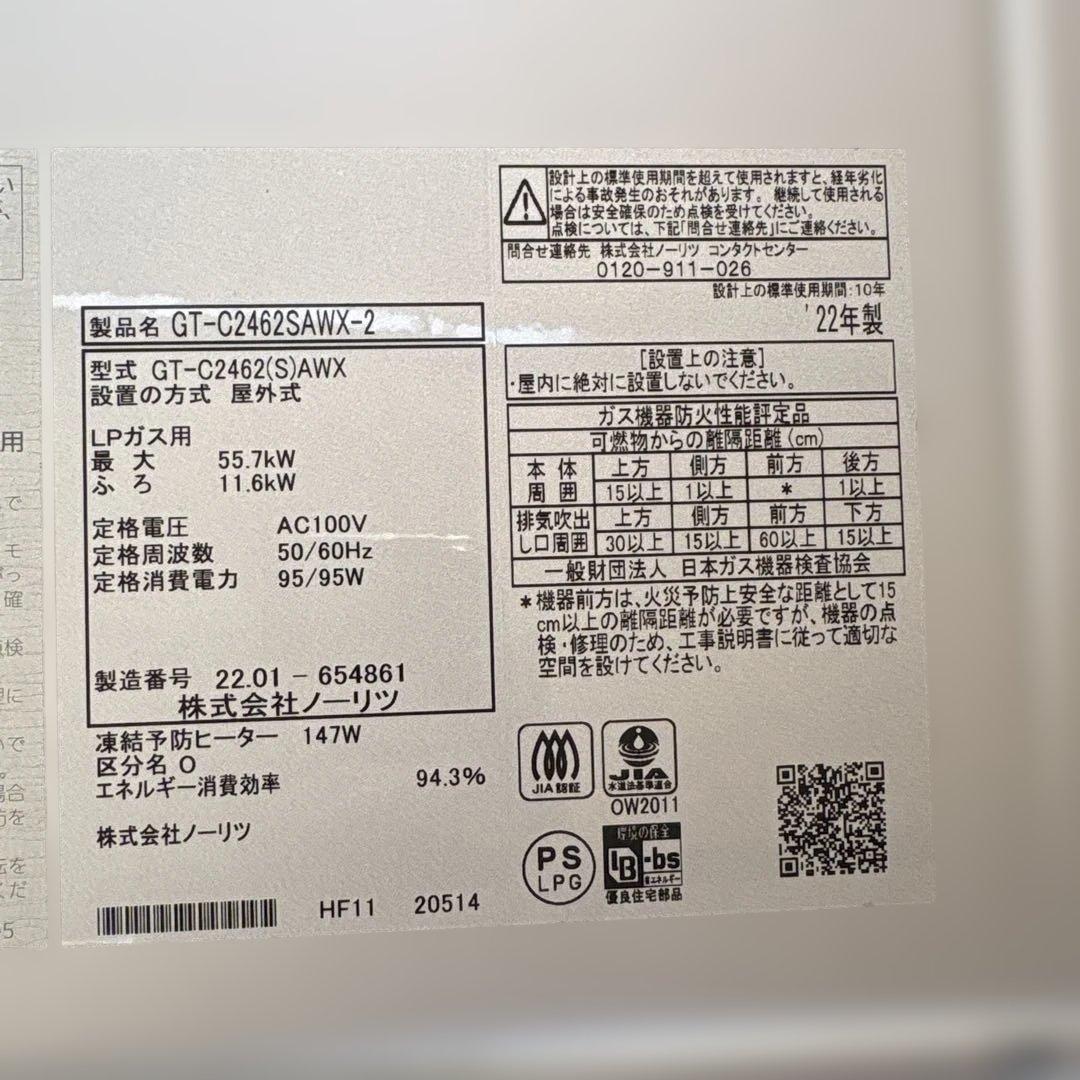 設計上の標準使用期間を超えて使用されますと、経年劣化
による事故発生のおそれがあります。 継続して使用される
場合は安全確保のため点検を受けてください。
点検については、下記「問合せ連絡先」にご連絡ください。
問合せ連絡先 株式会社ノーリツ コンタクトセンター
0120-911-026
設計上の標準使用期間:10年
'22年製
製品名 GT-C2462SAWX-2
型式 GT-C2462(S)AWX
設置の方式 屋外式
LPガス用
最 大 55.7kW
ふ ろ 11.6kW
定格電圧 AC100V
定格周波数 50/60Hz
定格消費電力 95/95W
製造番号 22.01 - 654861
株式会社ノーリツ
凍結予防ヒーター 147W
区分名 O
エネルギー消費効率 94.3%
株式会社ノーリツ
HF11 20514
[設置上の注意]
・屋内に絶対に設置しないでください。
ガス機器防火性能評定品
可燃物からの離隔距離(cm)
本 体 上方 側方 前方 後方
周 囲 15以上 1以上 * 1以上
排気吹出 上方 側方 前方 下方
し口周囲 30以上 15以上 60以上 15以上
一般財団法人 日本ガス機器検査協会
*機器前方は、火災予防上安全な距離として15
cm以上の離隔距離が必要ですが、機器の点
検・修理のため、工事説明書に従って適切な
空間を設けてください。
JIA認証
JIA
水道法基準適合
OW2011
PS
LPG
環境の保全
BL-bs
省エネルギー
優良住宅部品